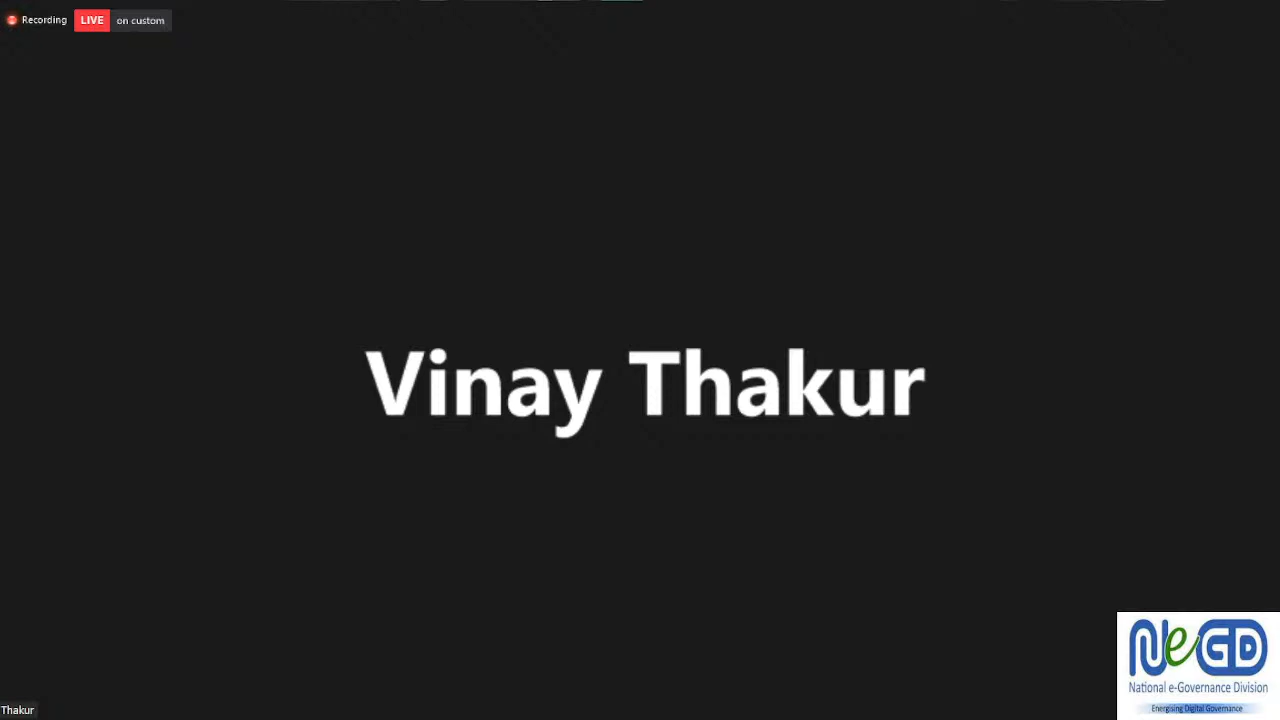 Recording LIVE on custom
Vinay Thakur
NeGD
National e-Governance Division
Energising Digital Governance
Thakur